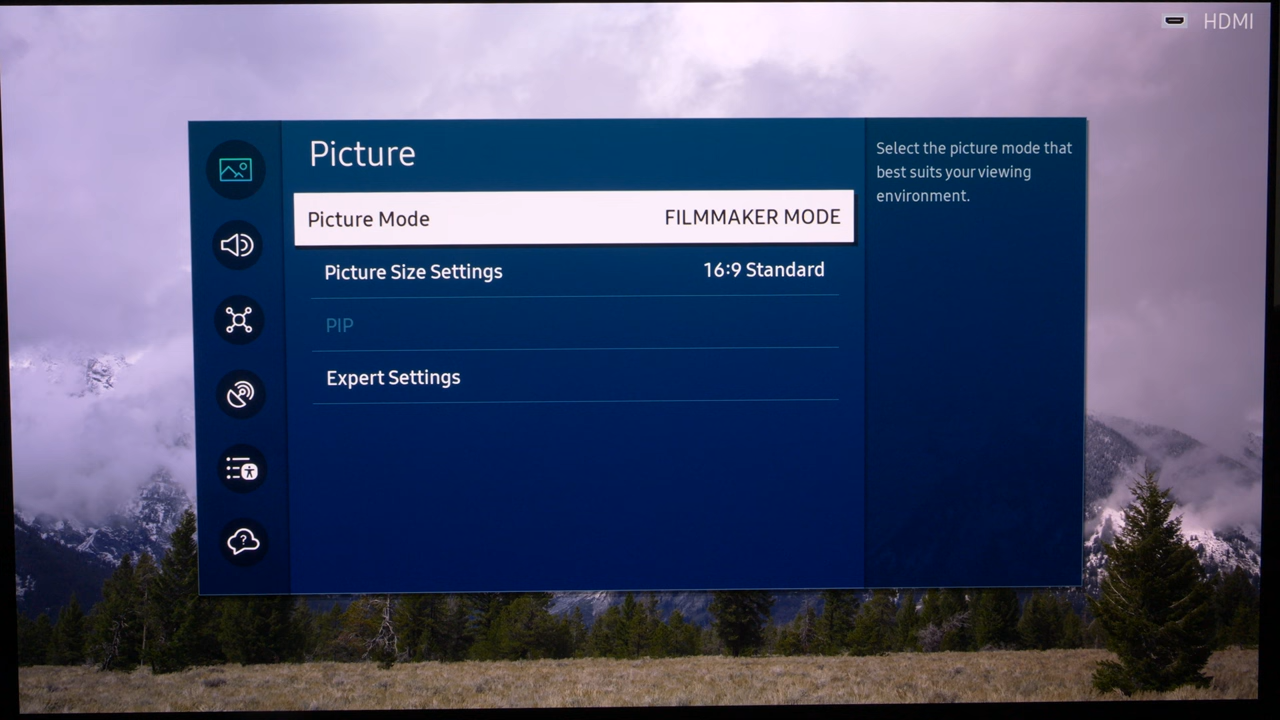 HDMI
Picture
Picture Mode FILMMAKER MODE
Picture Size Settings 16:9 Standard
PIP
Expert Settings
Select the picture mode that
best suits your viewing
environment.
?